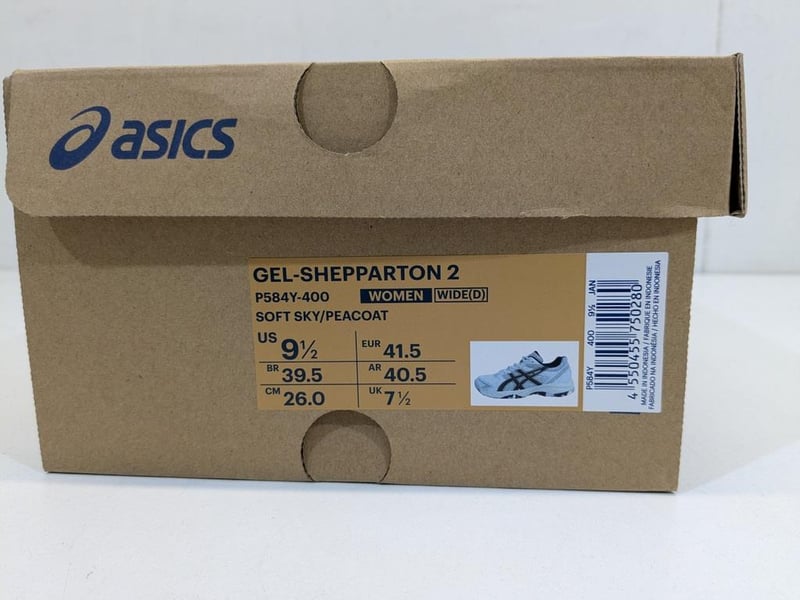 asics
GEL-SHEPPARTON 2
P584Y-400 WOMEN WIDE(D)
SOFT SKY/PEACOAT
US 9½ EUR 41.5
BR 39.5 AR 40.5
CM 26.0 UK 7½
P584Y 400 9½ JAN
4 550455 750280
MADE IN INDONESIA / FABRIQUE EN INDONESIE
FABRICADO NA INDONÉSIA / HECHO EN INDONESIA